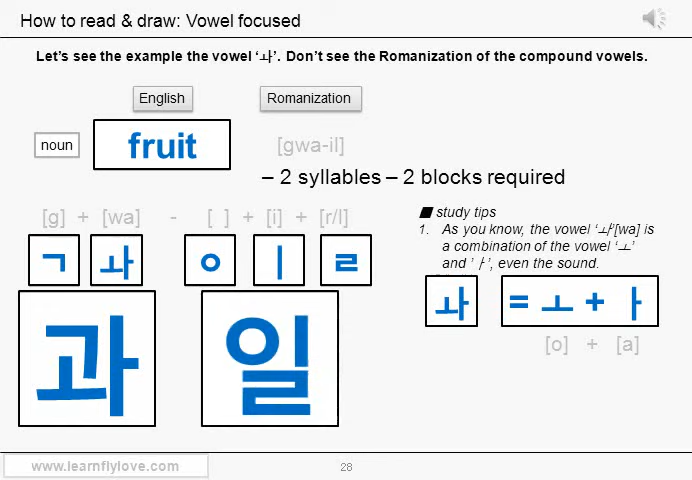 How to read & draw: Vowel focused
Let's see the example the vowel 'ㅘ'. Don't see the Romanization of the compound vowels.
English Romanization
noun fruit [gwa-il]
– 2 syllables – 2 blocks required
[g] + [wa] - [ ] + [i] + [r/l]
ㄱ ㅘ ㅇ ㅣ ㄹ
과 일
study tips
1. As you know, the vowel 'ㅘ'[wa] is
a combination of the vowel 'ㅗ'
and 'ㅏ', even the sound.
ㅘ = ㅗ + ㅏ
[o] + [a]
www.learnflylove.com
28